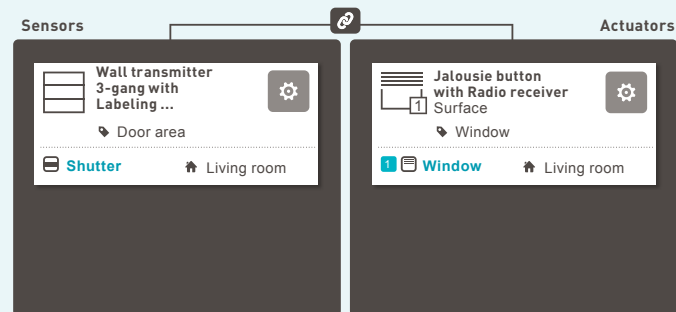 Sensors
Actuators
Wall transmitter
3-gang with
Labeling ...
Door area
Shutter
Living room
Jalousie button
with Radio receiver
1 Surface
Window
1 Window
Living room